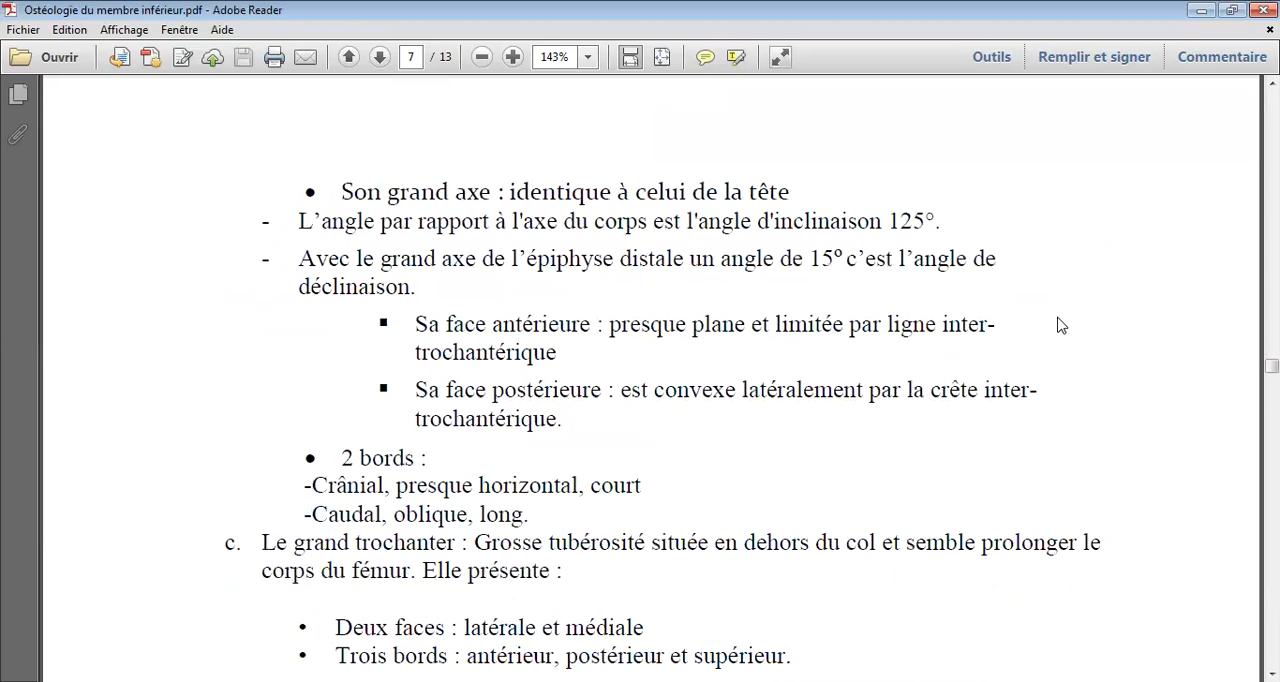 Ostéologie du membre inférieur.pdf - Adobe Reader
Fichier Edition Affichage Fenêtre Aide
Ouvrir 7 / 13 143% Outils Remplir et signer Commentaire
• Son grand axe : identique à celui de la tête
- L’angle par rapport à l'axe du corps est l'angle d'inclinaison 125°.
- Avec le grand axe de l’épiphyse distale un angle de 15º c’est l’angle de
déclinaison.
▪ Sa face antérieure : presque plane et limitée par ligne inter-
trochantérique
▪ Sa face postérieure : est convexe latéralement par la crête inter-
trochantérique.
• 2 bords :
-Crânial, presque horizontal, court
-Caudal, oblique, long.
c. Le grand trochanter : Grosse tubérosité située en dehors du col et semble prolonger le
corps du fémur. Elle présente :
• Deux faces : latérale et médiale
• Trois bords : antérieur, postérieur et supérieur.